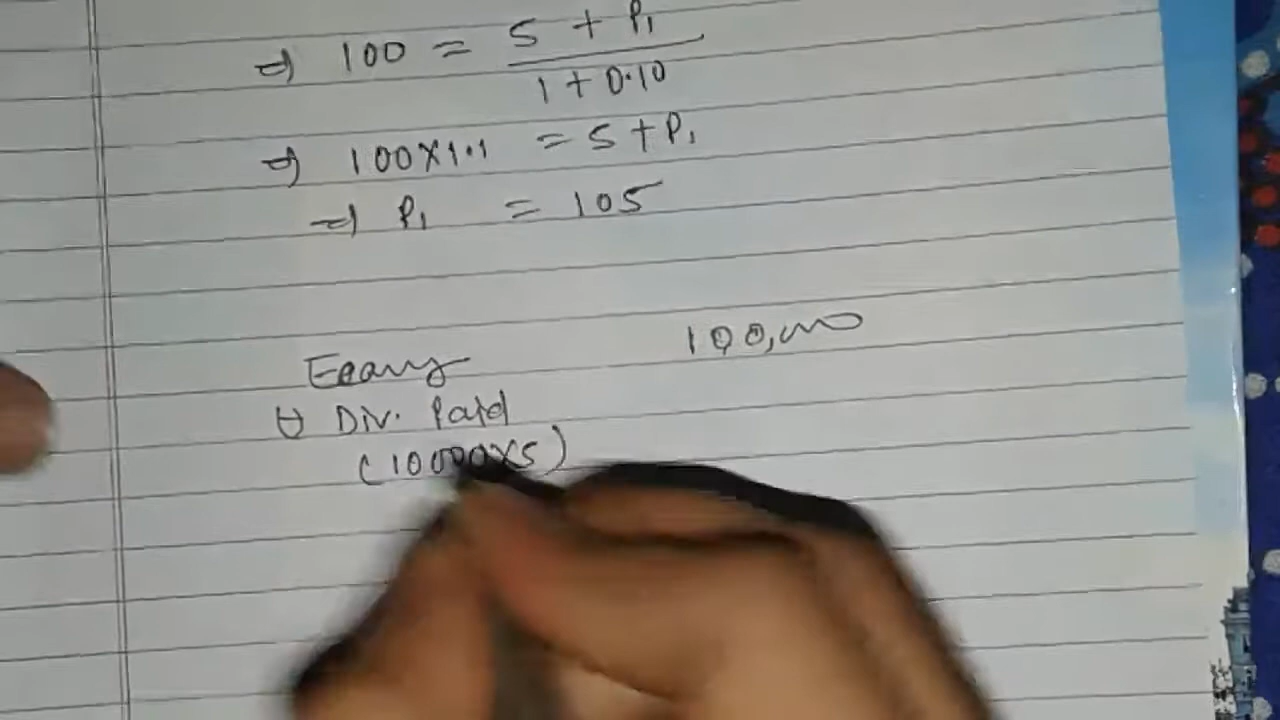 ⇒ 100 = 5 + P₁ / 1 + 0.10
⇒ 100×1.1 = 5 + P₁
⇒ P₁ = 105
100,000
↳ Div. Paid
(10000×5)